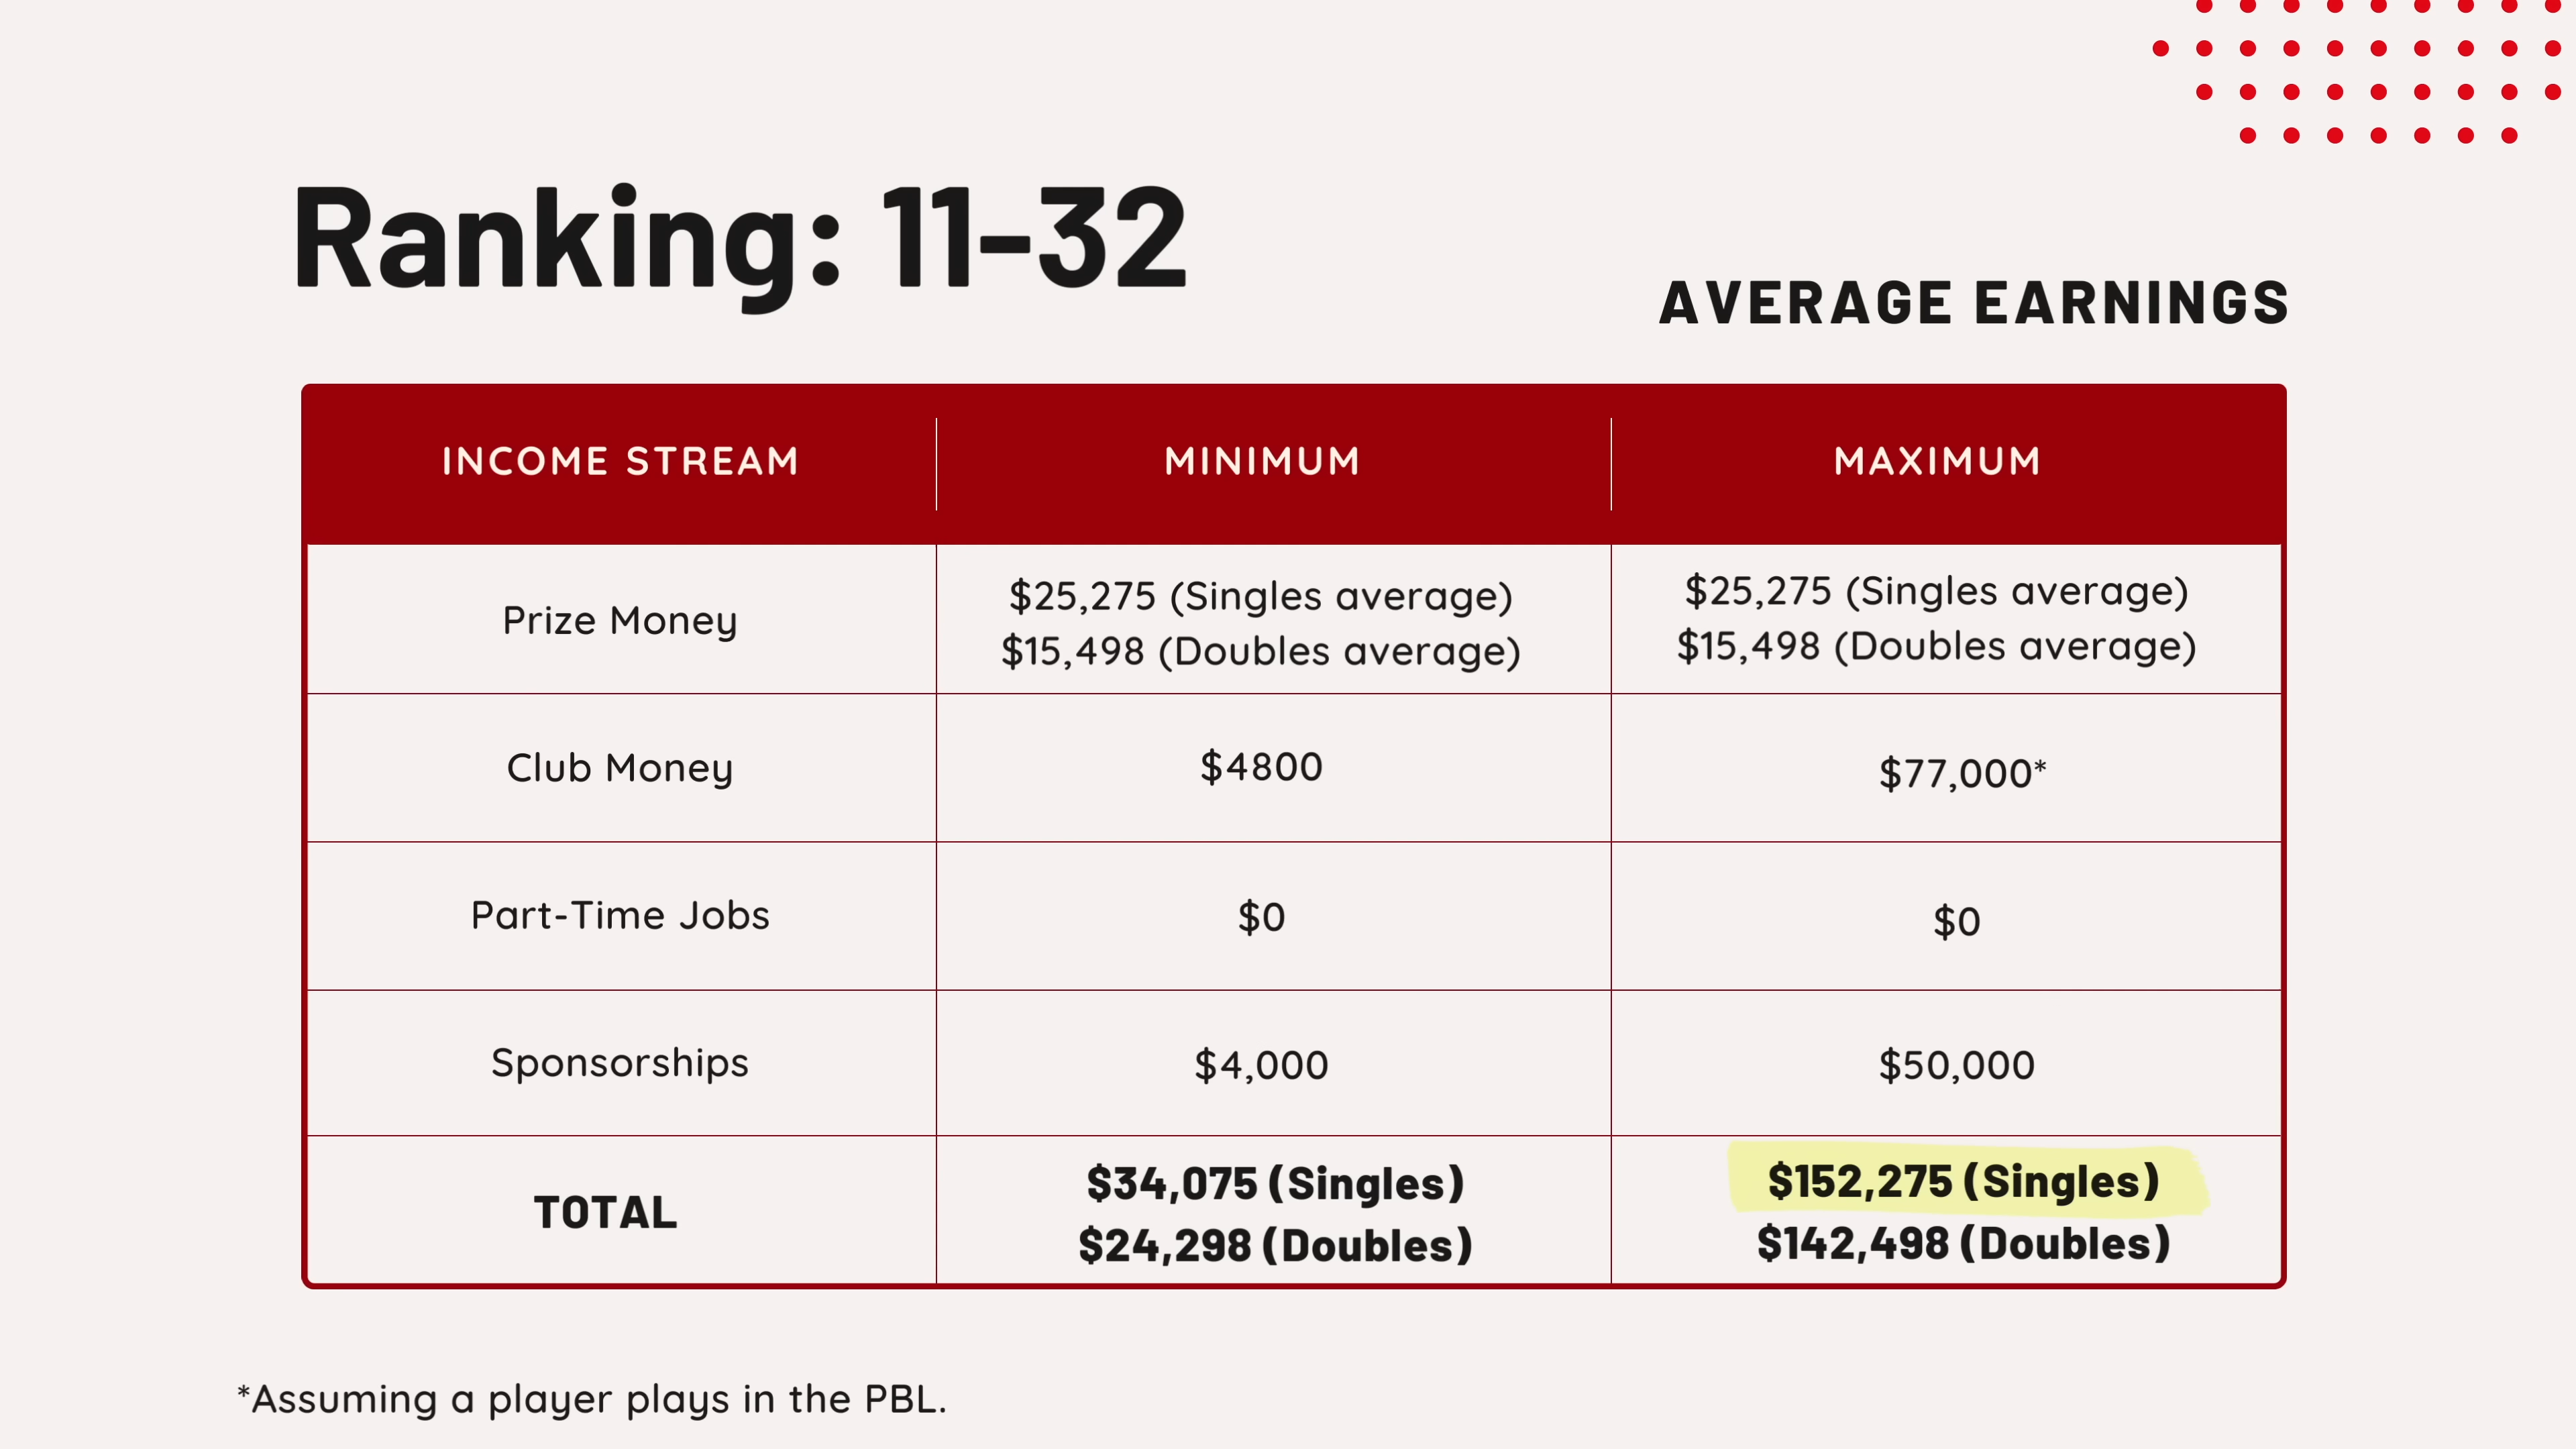 Ranking: 11-32
AVERAGE EARNINGS
INCOME STREAM
MINIMUM
MAXIMUM
Prize Money
$25,275 (Singles average)
$15,498 (Doubles average)
$25,275 (Singles average)
$15,498 (Doubles average)
Club Money
$4800
$77,000*
Part-Time Jobs
$0
$0
Sponsorships
$4,000
$50,000
TOTAL
$34,075 (Singles)
$24,298 (Doubles)
$152,275 (Singles)
$142,498 (Doubles)
*Assuming a player plays in the PBL.